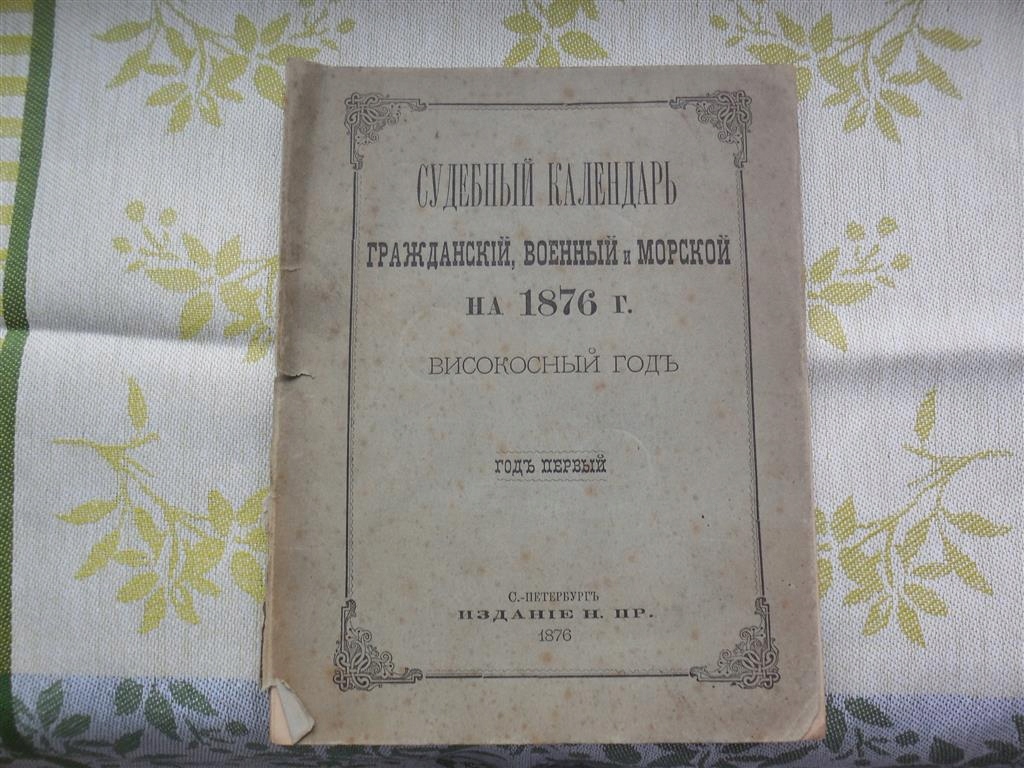 СУДЕБНЫЙ КАЛЕНДАРЬ
ГРАЖДАНСКІЙ, ВОЕННЫЙ и МОРСКОЙ
НА 1876 Г.
ВИСОКОСНЫЙ ГОДЪ
ГОДЪ ПЕРВЫЙ
С.-ПЕТЕРБУРГЪ
ИЗДАНІЕ Н. ПР.
1876